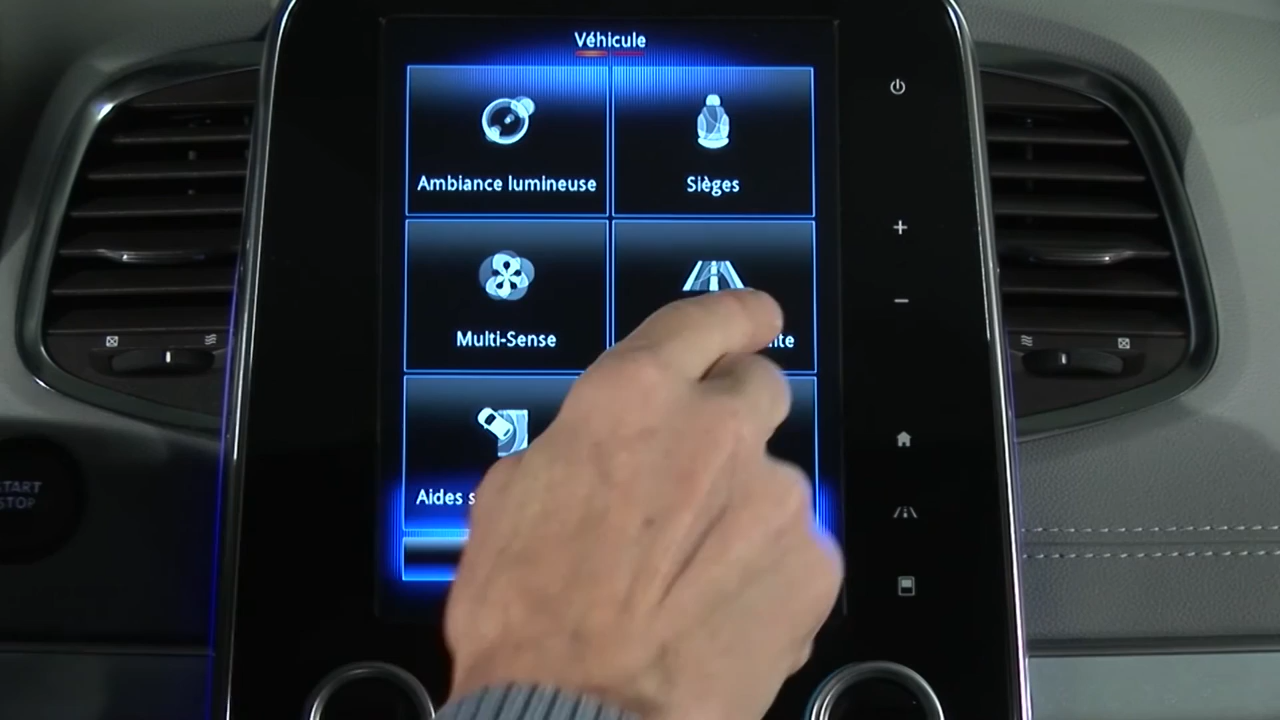 Véhicule
Ambiance lumineuse
Sièges
Multi-Sense
Aides
START
STOP